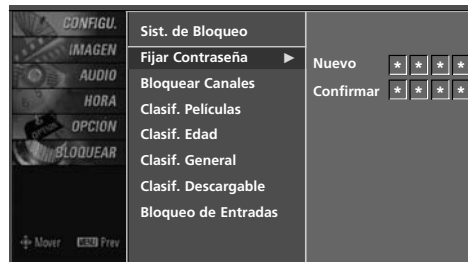 CONFIGU.
IMAGEN
AUDIO
HORA
OPCION
BLOQUEAR
Mover MENU Prev
Sist. de Bloqueo
Fijar Contraseña ►
Bloquear Canales
Clasif. Películas
Clasif. Edad
Clasif. General
Clasif. Descargable
Bloqueo de Entradas
Nuevo * * * *
Confirmar * * * *